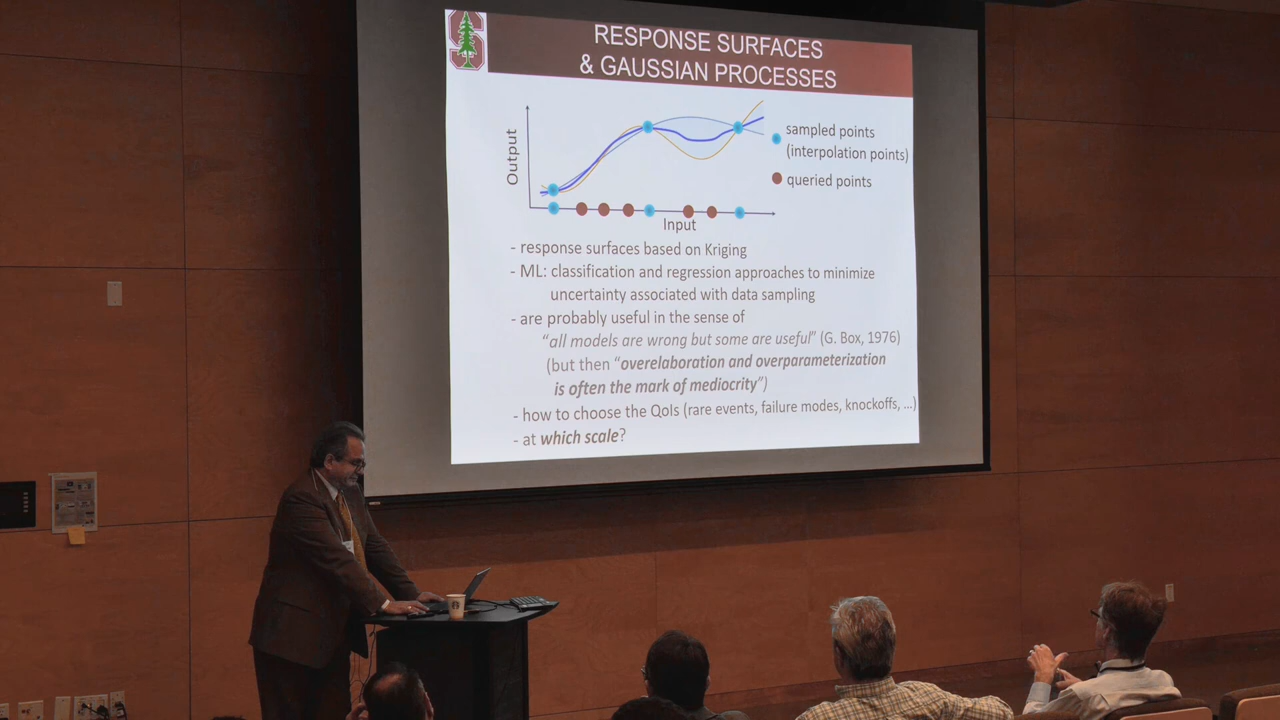 RESPONSE SURFACES
& GAUSSIAN PROCESSES
Output
sampled points
(interpolation points)
queried points
Input
- response surfaces based on Kriging
- ML: classification and regression approaches to minimize
uncertainty associated with data sampling
- are probably useful in the sense of
“all models are wrong but some are useful” (G. Box, 1976)
(but then “overelaboration and overparameterization
is often the mark of mediocrity”)
- how to choose the QoIs (rare events, failure modes, knockoffs, ...)
- at which scale?